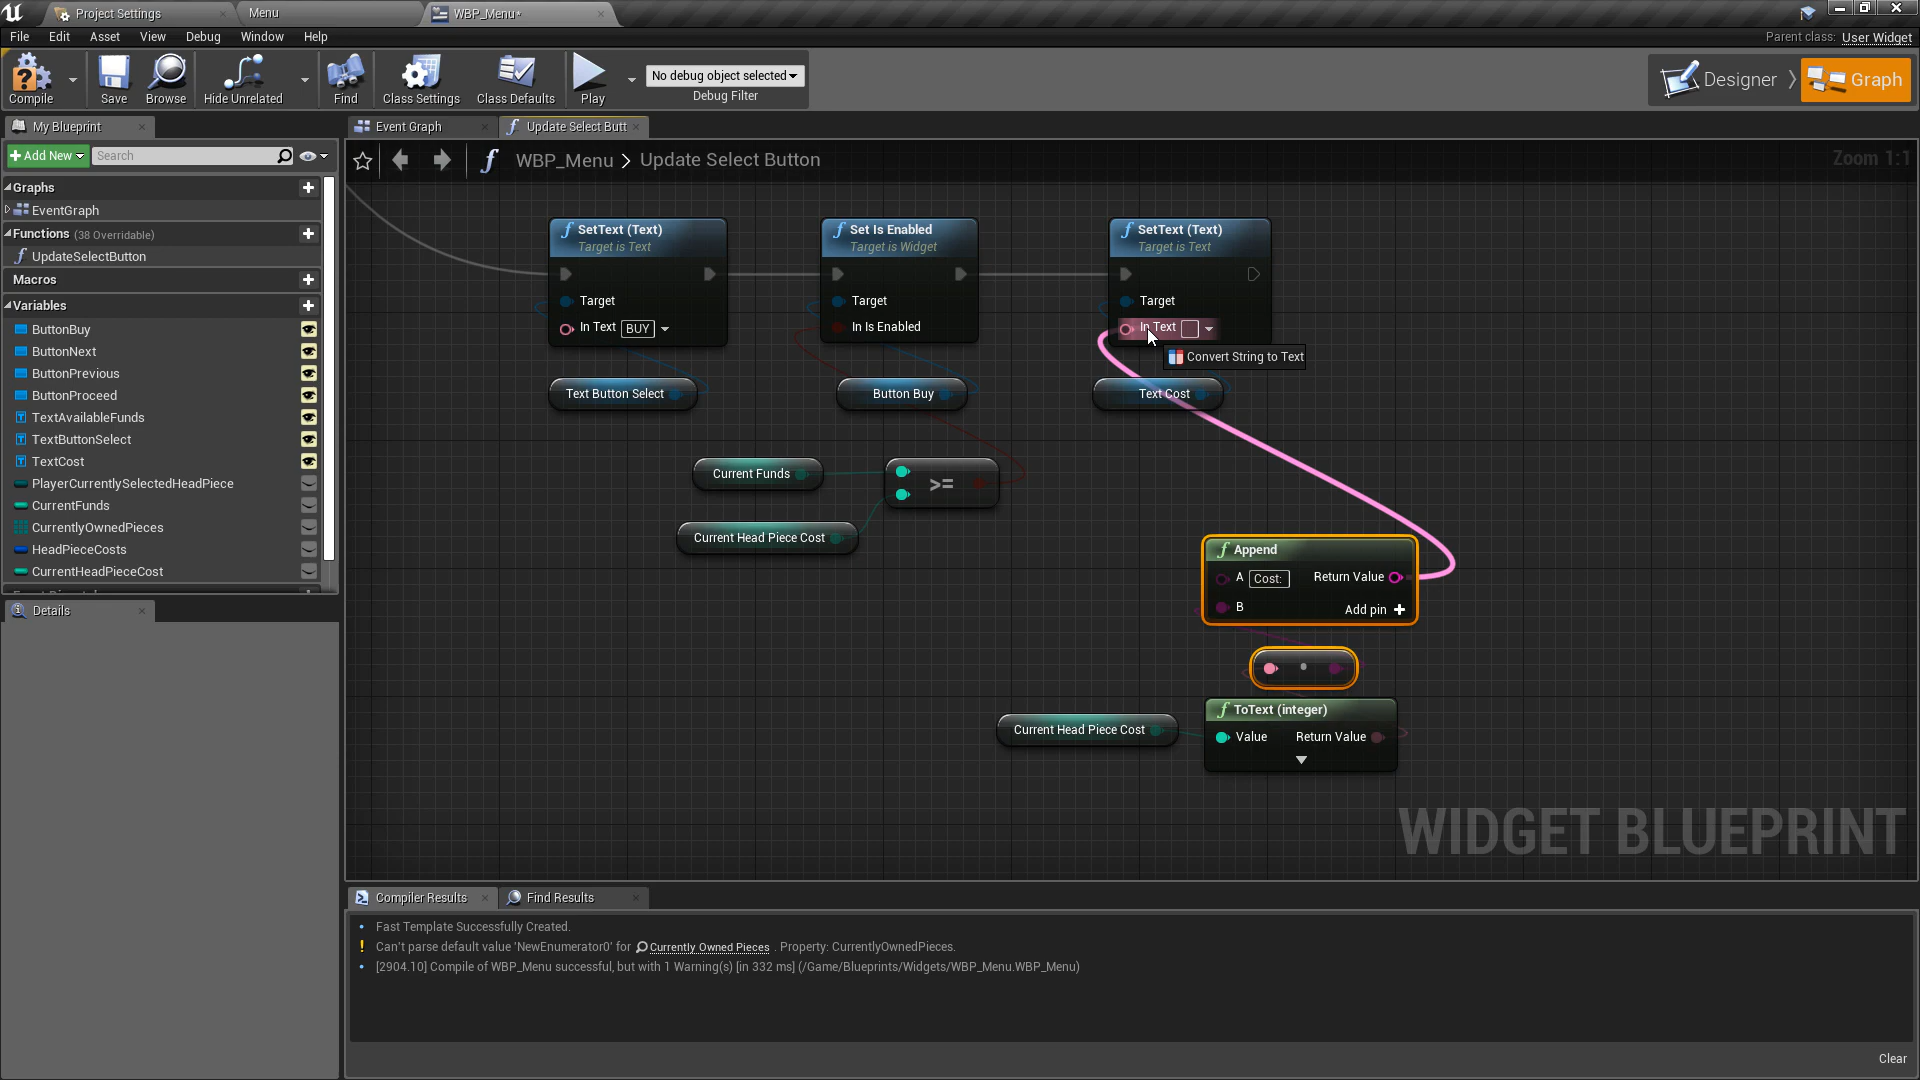 Project Settings
Menu
WBP_Menu*
File Edit Asset View Debug Window Help
Parent class: User Widget
Compile
Save
Browse
Hide Unrelated
Find
Class Settings
Class Defaults
Play
No debug object selected
Debug Filter
Designer
Graph
My Blueprint
Event Graph
Update Select Butt
Add New
Search
WBP_Menu > Update Select Button
Zoom 1:1
Graphs
EventGraph
Functions (38 Overridable)
UpdateSelectButton
Macros
Variables
ButtonBuy
ButtonNext
ButtonPrevious
ButtonProceed
TextAvailableFunds
TextButtonSelect
TextCost
PlayerCurrentlySelectedHeadPiece
CurrentFunds
CurrentlyOwnedPieces
HeadPieceCosts
CurrentHeadPieceCost
Details
SetText (Text)
Target is Text
Target
In Text BUY
Set Is Enabled
Target is Widget
Target
In Is Enabled
SetText (Text)
Target is Text
Target
In Text
Convert String to Text
Text Button Select
Button Buy
Text Cost
Current Funds
>=
Current Head Piece Cost
Append
A Cost: Return Value
B Add pin +
Current Head Piece Cost
ToText (integer)
Value Return Value
WIDGET BLUEPRINT
Compiler Results
Find Results
Fast Template Successfully Created.
Can't parse default value 'NewEnumerator0' for Currently Owned Pieces . Property: CurrentlyOwnedPieces.
[2904.10] Compile of WBP_Menu successful, but with 1 Warning(s) [in 332 ms] (/Game/Blueprints/Widgets/WBP_Menu.WBP_Menu)
Clear